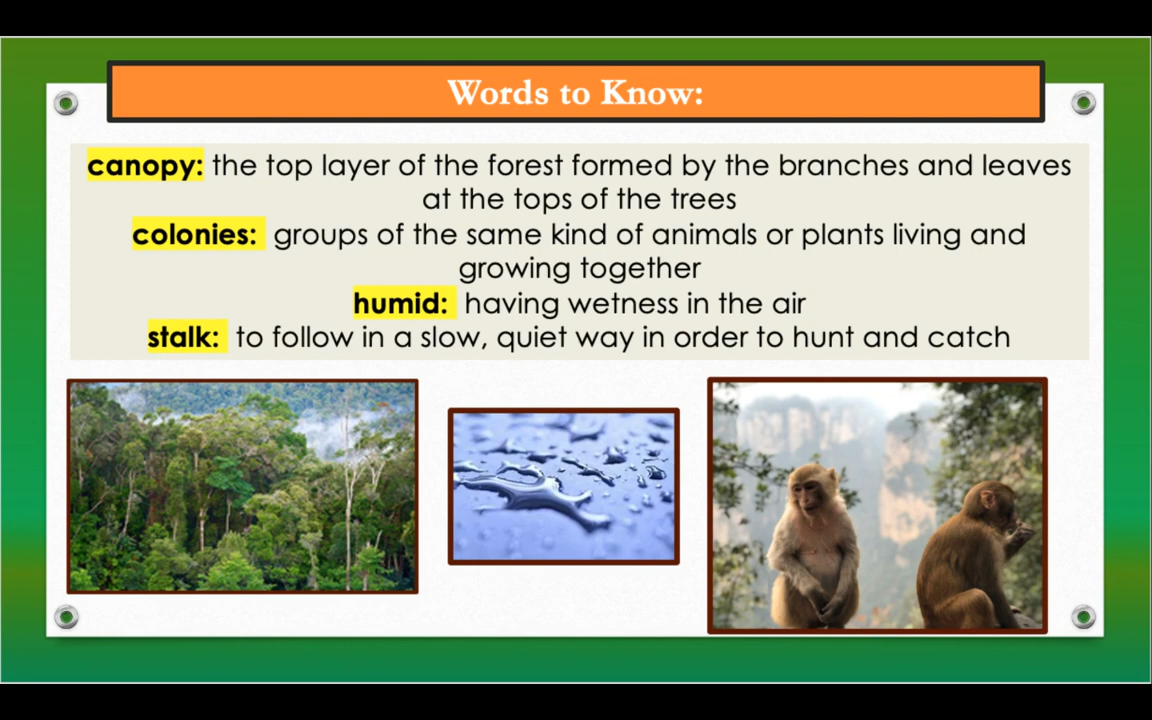 Words to Know:
canopy: the top layer of the forest formed by the branches and leaves
at the tops of the trees
colonies: groups of the same kind of animals or plants living and
growing together
humid: having wetness in the air
stalk: to follow in a slow, quiet way in order to hunt and catch